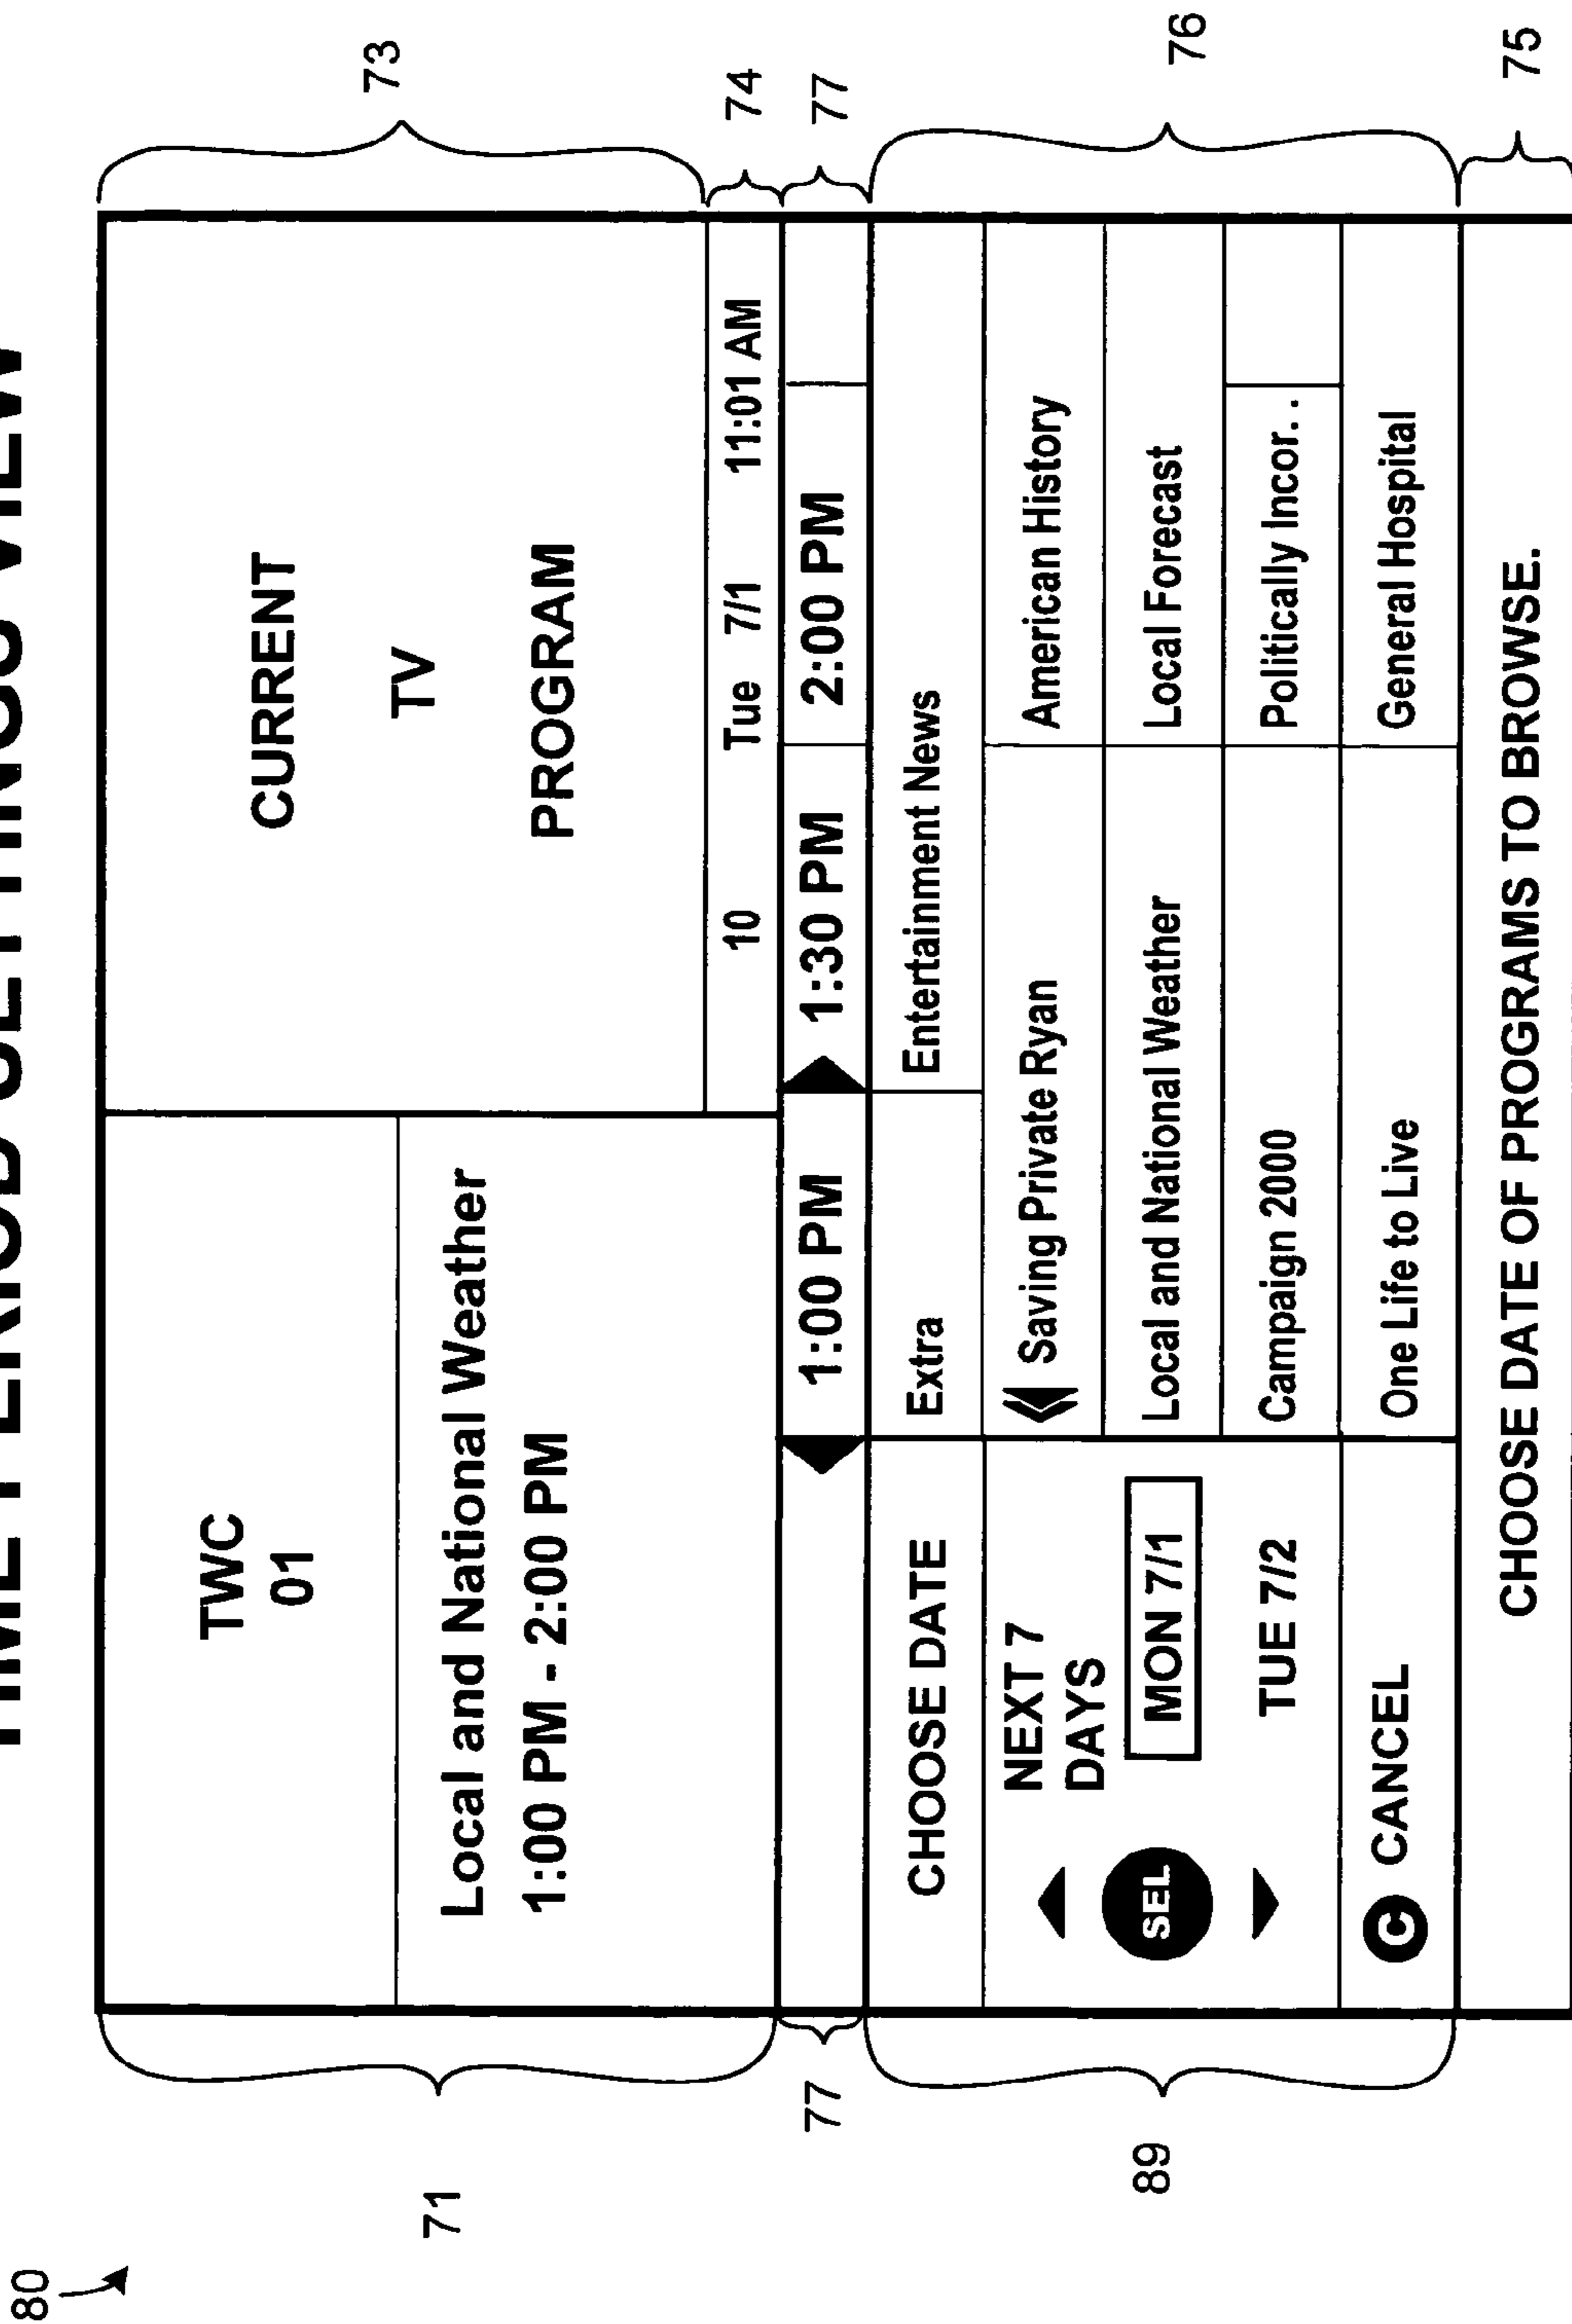 TIME PERIOD SETTINGS VIEW
80
71
73
74
77
77
76
89
75
TWC
01
Local and National Weather
1:00 PM - 2:00 PM
CURRENT
TV
PROGRAM
10 Tue 7/1 11:01 AM
1:00 PM 1:30 PM 2:00 PM
CHOOSE DATE Extra Entertainment News
NEXT 7
DAYS
Saving Private Ryan American History
SEL
MON 7/1
Local and National Weather Local Forecast
TUE 7/2
Campaign 2000 Politically Incor. .
C CANCEL
One Life to Live General Hospital
CHOOSE DATE OF PROGRAMS TO BROWSE.